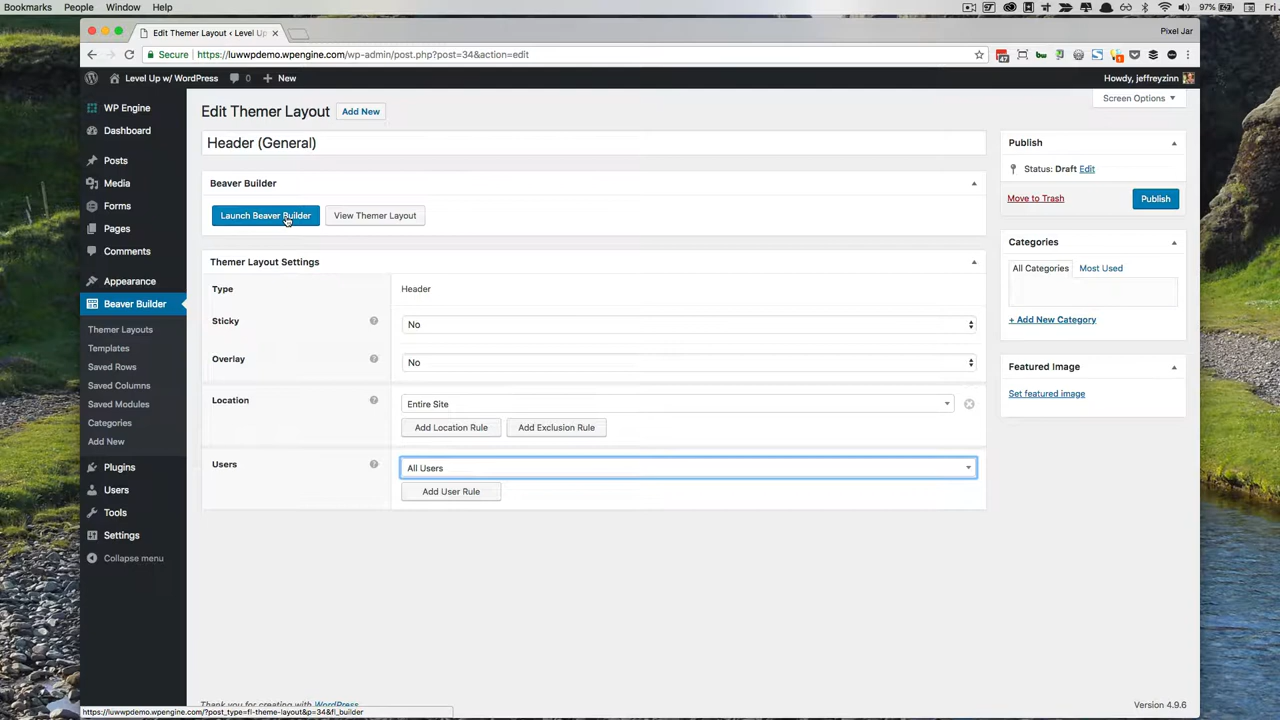 Bookmarks People Window Help
97%
Fri
Edit Themer Layout ‹ Level Up
Pixel Jar
Secure https://luwwpdemo.wpengine.com/wp-admin/post.php?post=34&action=edit
Level Up w/ WordPress 0 New
Howdy, jeffreyzinn
WP Engine
Dashboard
Posts
Media
Forms
Pages
Comments
Appearance
Beaver Builder
Themer Layouts
Templates
Saved Rows
Saved Columns
Saved Modules
Categories
Add New
Plugins
Users
Tools
Settings
Collapse menu
Screen Options
Edit Themer Layout Add New
Header (General)
Beaver Builder
Launch Beaver Builder View Themer Layout
Themer Layout Settings
Type Header
Sticky No
Overlay No
Location Entire Site
Add Location Rule Add Exclusion Rule
Users All Users
Add User Rule
Publish
Status: Draft Edit
Move to Trash Publish
Categories
All Categories Most Used
+ Add New Category
Featured Image
Set featured image
Thank you for creating with WordPress.
Version 4.9.6
https://luwwpdemo.wpengine.com/?post_type=fl-theme-layout&p=34&fl_builder